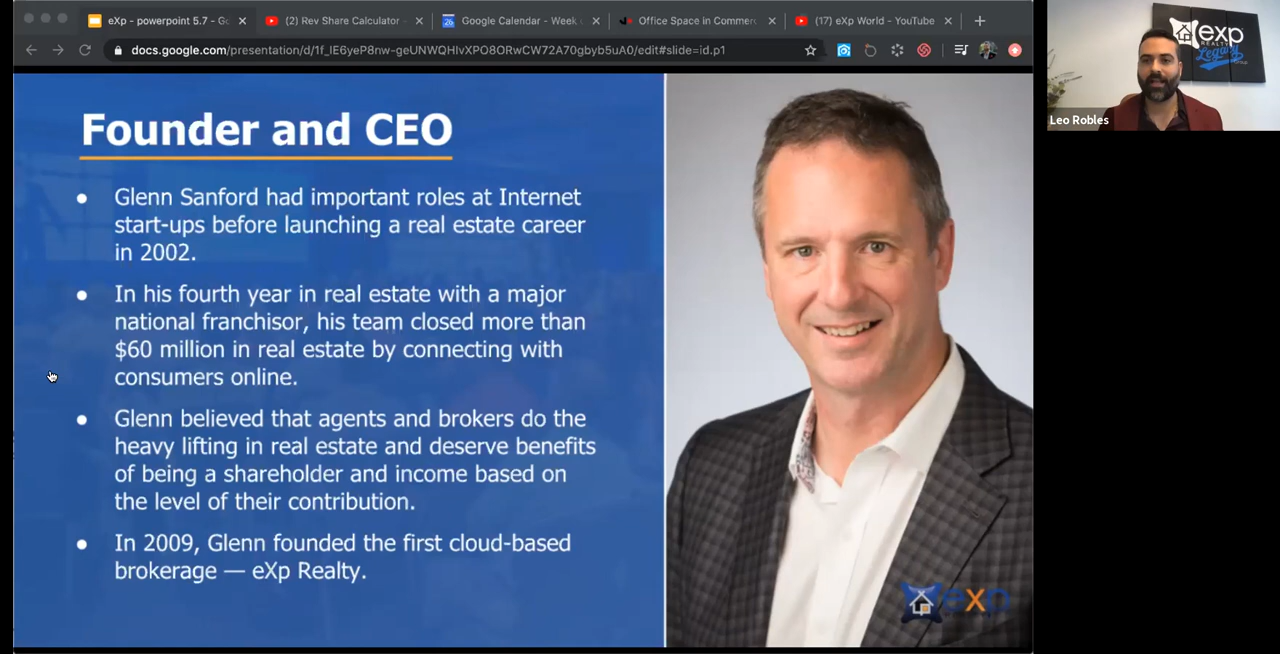 eXp - powerpoint 5.7 - G
(2) Rev Share Calculator -
Google Calendar - Week
Office Space in Commer
(17) eXp World - YouTube
docs.google.com/presentation/d/1f_IE6yeP8nw-geUNWQHIvXPO8ORwCW72A70gbyb5uA0/edit#slide=id.p1
Founder and CEO
Glenn Sanford had important roles at Internet
start-ups before launching a real estate career
in 2002.
In his fourth year in real estate with a major
national franchisor, his team closed more than
$60 million in real estate by connecting with
consumers online.
Glenn believed that agents and brokers do the
heavy lifting in real estate and deserve benefits
of being a shareholder and income based on
the level of their contribution.
In 2009, Glenn founded the first cloud-based
brokerage — eXp Realty.
exp
exp
REALTY
Legacy
GROUP
Leo Robles